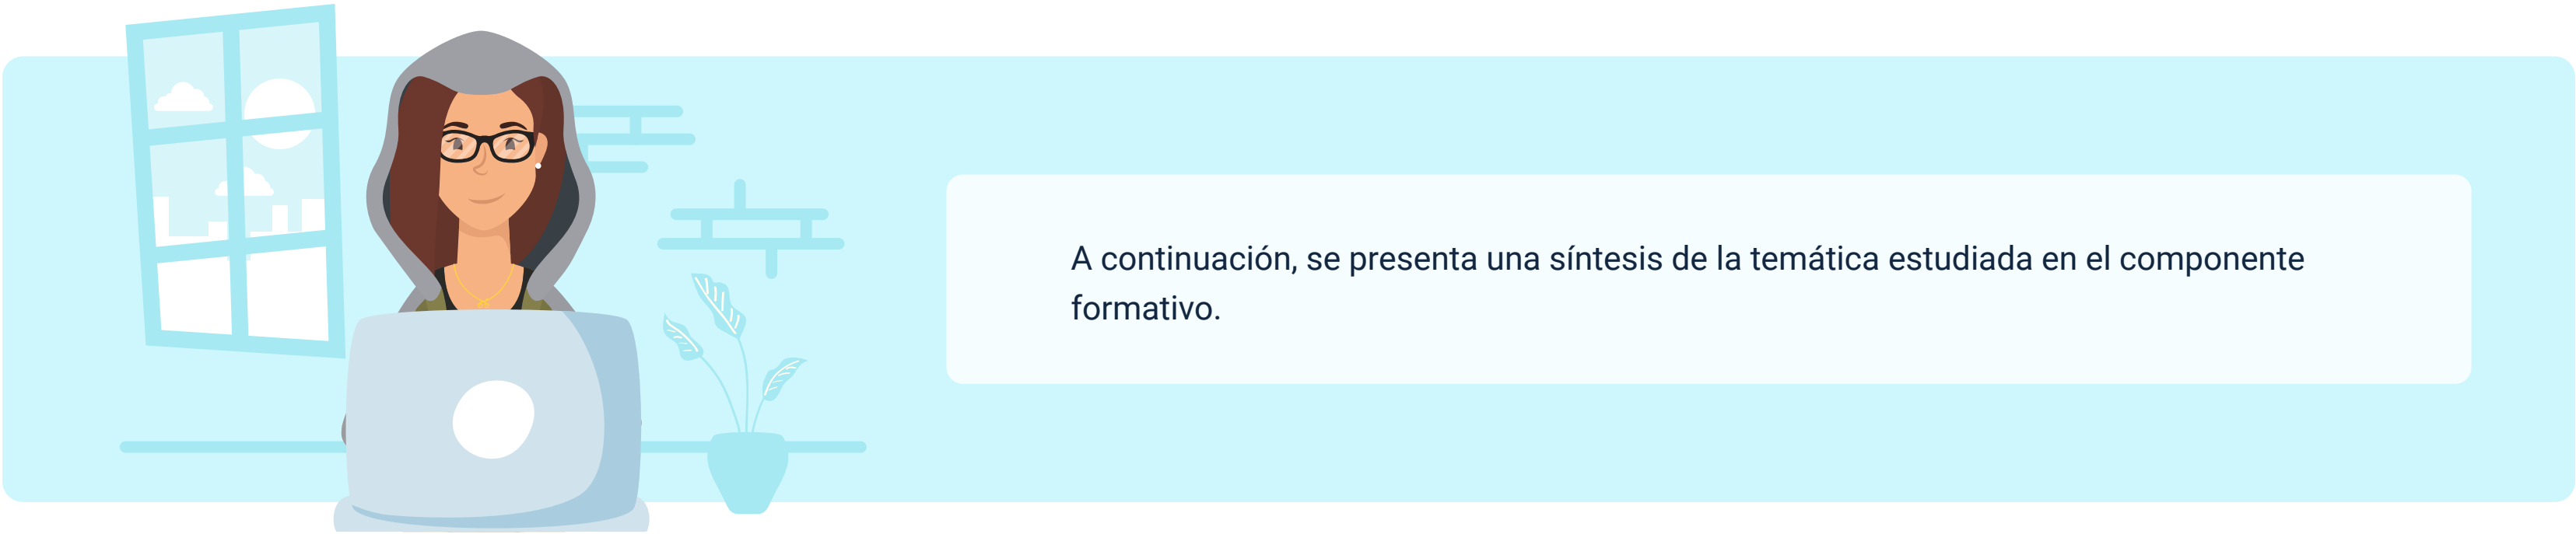 A continuación, se presenta una síntesis de la temática estudiada en el componente
formativo.